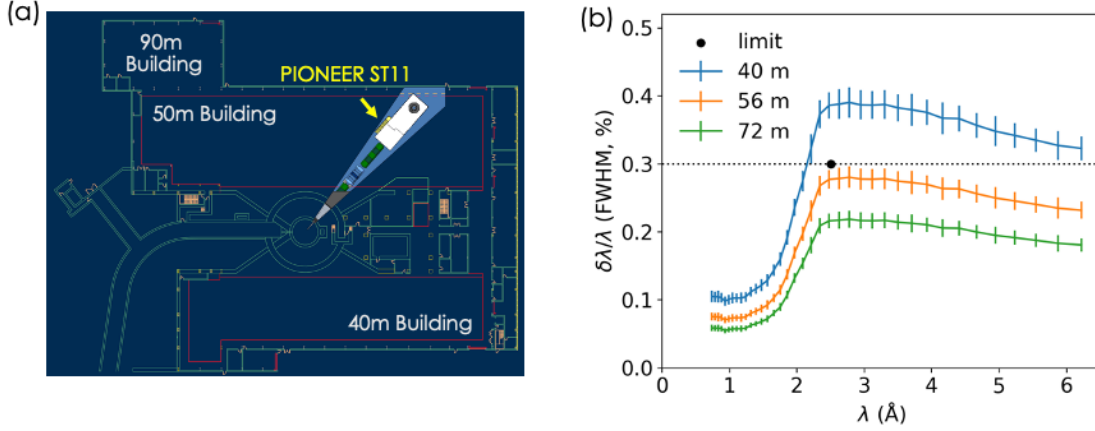 (a)
90m
Building
PIONEER ST11
50m Building
40m Building
(b)
δλ/λ (FWHM, %)
0.5
0.4
0.3
0.2
0.1
0.0
limit
40 m
56 m
72 m
0 1 2 3 4 5 6
λ (Å)